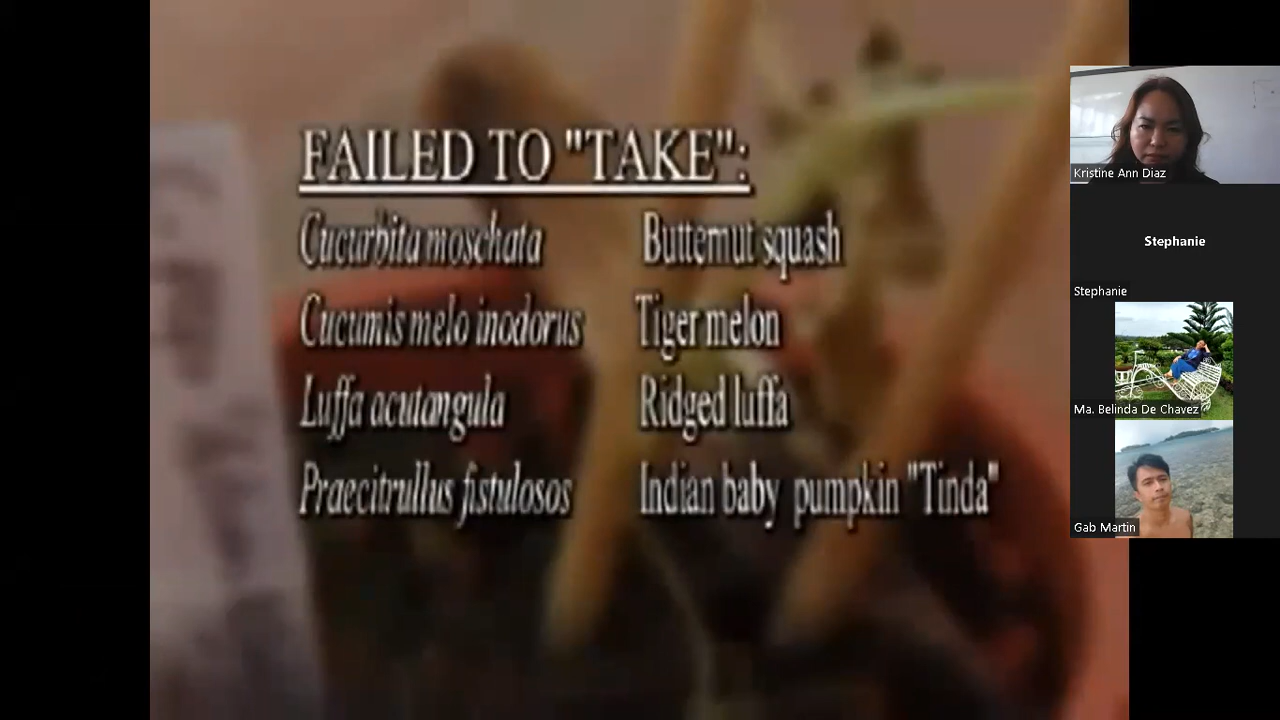 FAILED TO "TAKE":
Cucurbita moschata Butternut squash
Cucumis melo inodorus Tiger melon
Luffa acutangula Ridged luffa
Praecitrullus fistulosos Indian baby pumpkin "Tinda"
Kristine Ann Diaz
Stephanie
Stephanie
Ma. Belinda De Chavez
Gab Martin